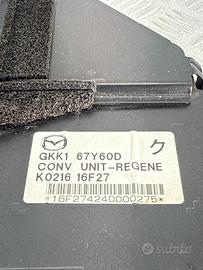 ク
GKK1 67Y60D
CONV UNIT-REGENE
K0216 16F27
*16F27424D000275*
subito